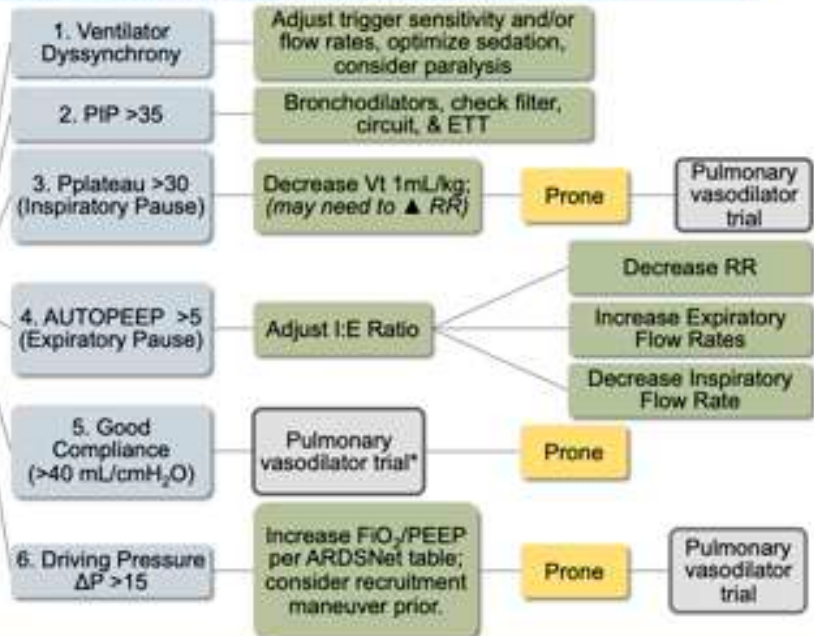 1. Ventilator
Dyssynchrony
Adjust trigger sensitivity and/or
flow rates, optimize sedation,
consider paralysis
2. PIP >35
Bronchodilators, check filter,
circuit, & ETT
3. Pplateau >30
(Inspiratory Pause)
Decrease Vt 1mL/kg;
(may need to ▲ RR)
Prone
Pulmonary
vasodilator
trial
4. AUTOPEEP >5
(Expiratory Pause)
Adjust I:E Ratio
Decrease RR
Increase Expiratory
Flow Rates
Decrease Inspiratory
Flow Rate
5. Good
Compliance
(>40 mL/cmH₂O)
Pulmonary
vasodilator trial*
Prone
6. Driving Pressure
ΔP >15
Increase FiO₂/PEEP
per ARDSNet table;
consider recruitment
maneuver prior.
Prone
Pulmonary
vasodilator
trial